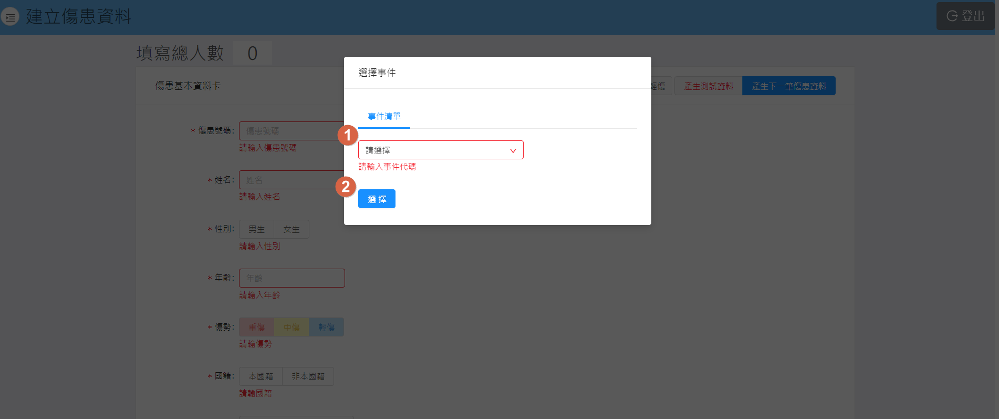 建立傷患資料
登出
填寫總人數 0
選擇事件
傷患基本資料卡
輕傷 產生測試資料 產生下一筆傷患資料
事件清單
* 傷患號碼: 傷患號碼
1
請輸入傷患號碼
請選擇
請輸入事件代碼
* 姓名: 姓名
2
請輸入姓名
選 擇
* 性別: 男生 女生
請輸入性別
* 年齡: 年齡
請輸入年齡
* 傷勢: 重傷 中傷 輕傷
請輸傷勢
* 國籍: 本國籍 非本國籍
請輸國籍